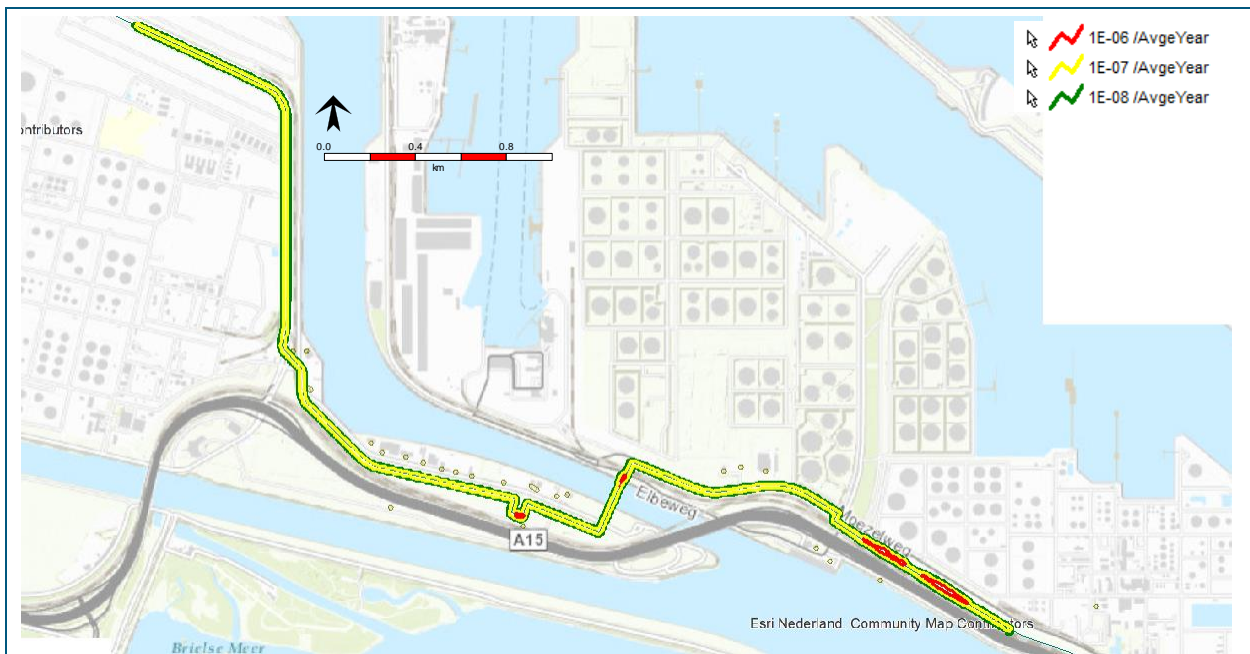 1E-06 /AvgeYear
1E-07 /AvgeYear
1E-08 /AvgeYear
ontributors
0.0 0.4 0.8
km
Elbeweg
Moezelweg
A15
Esri Nederland Community Map Contributors
Brielse Meer